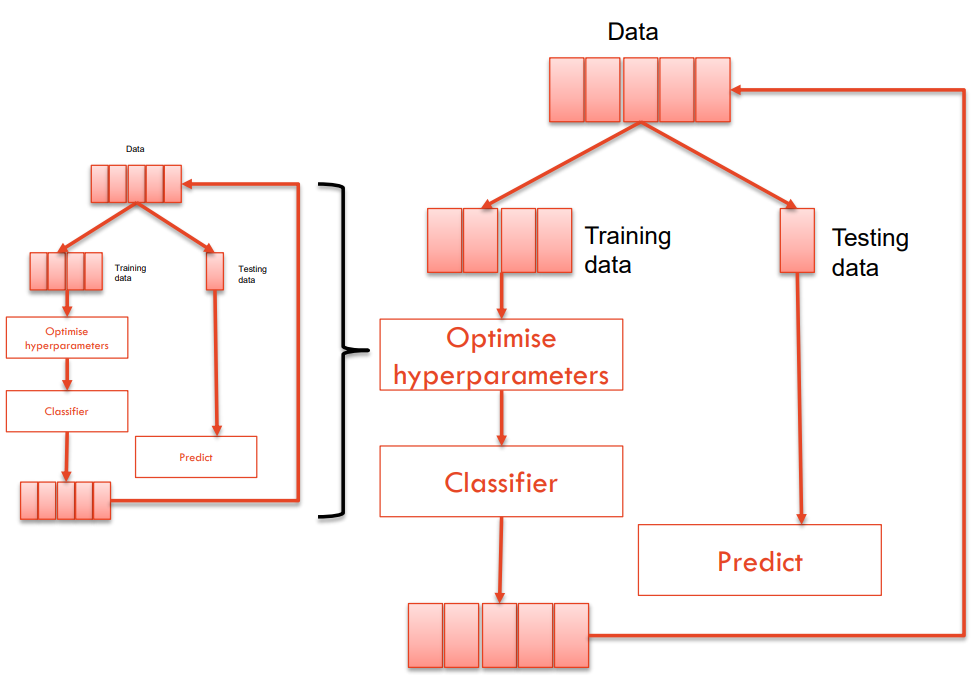 Data
Training
data
Testing
data
Optimise
hyperparameters
Classifier
Predict
Data
Training
data
Testing
data
Optimise
hyperparameters
Classifier
Predict